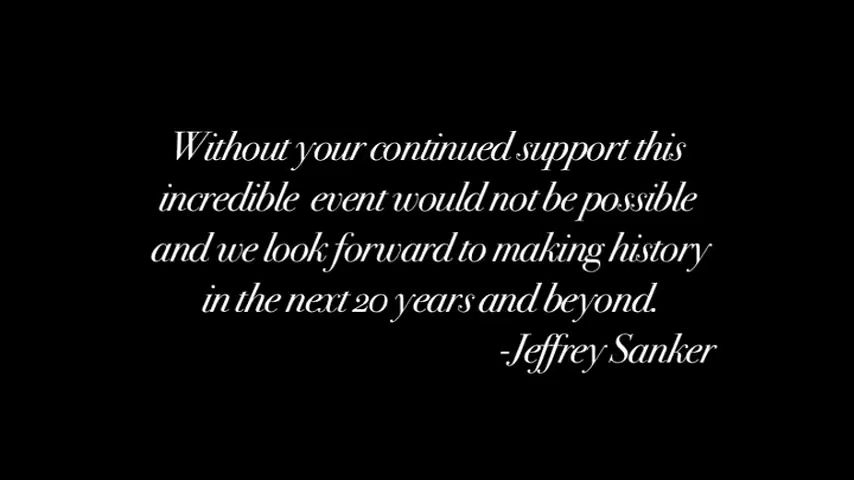 Without your continued support this
incredible event would not be possible
and we look forward to making history
in the next 20 years and beyond.
-Jeffrey Sanker